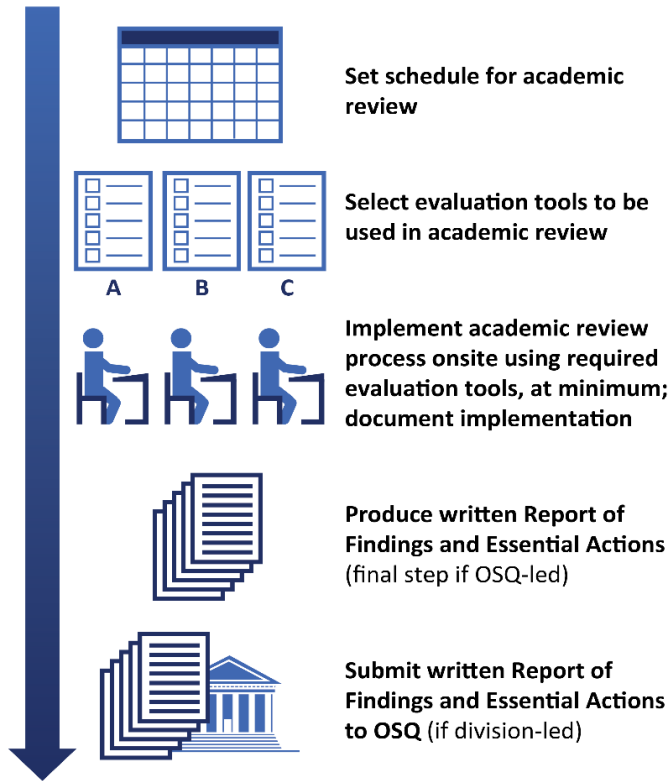 Set schedule for academic
review
Select evaluation tools to be
used in academic review
A B C
Implement academic review
process onsite using required
evaluation tools, at minimum;
document implementation
Produce written Report of
Findings and Essential Actions
(final step if OSQ-led)
Submit written Report of
Findings and Essential Actions
to OSQ (if division-led)